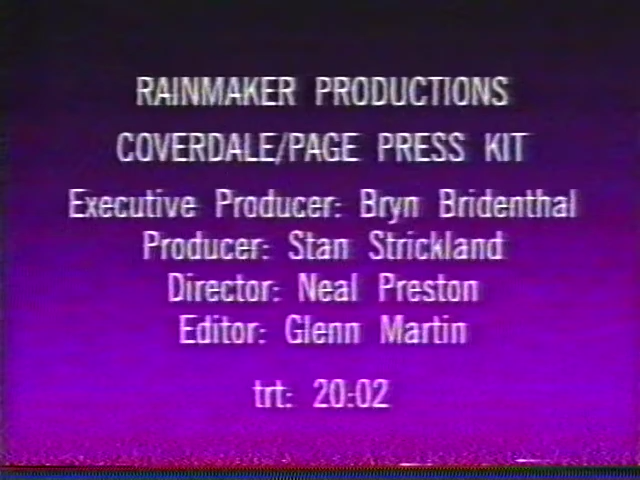 RAINMAKER PRODUCTIONS
COVERDALE/PAGE PRESS KIT
Executive Producer: Bryn Bridenthal
Producer: Stan Strickland
Director: Neal Preston
Editor: Glenn Martin
trt: 20:02